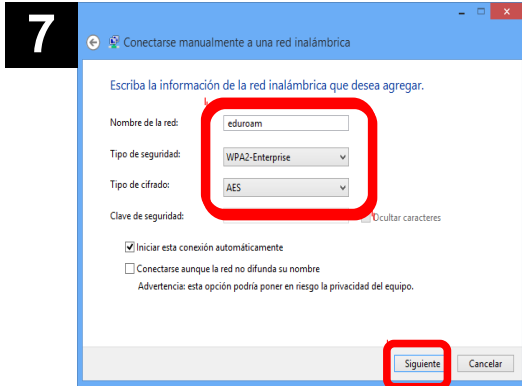 7
Conectarse manualmente a una red inalámbrica
Escriba la información de la red inalámbrica que desea agregar.
Nombre de la red: eduroam
Tipo de seguridad: WPA2-Enterprise
Tipo de cifrado: AES
Clave de seguridad: Ocultar caracteres
Iniciar esta conexión automáticamente
Conectarse aunque la red no difunda su nombre
Advertencia: esta opción podría poner en riesgo la privacidad del equipo.
Siguiente Cancelar